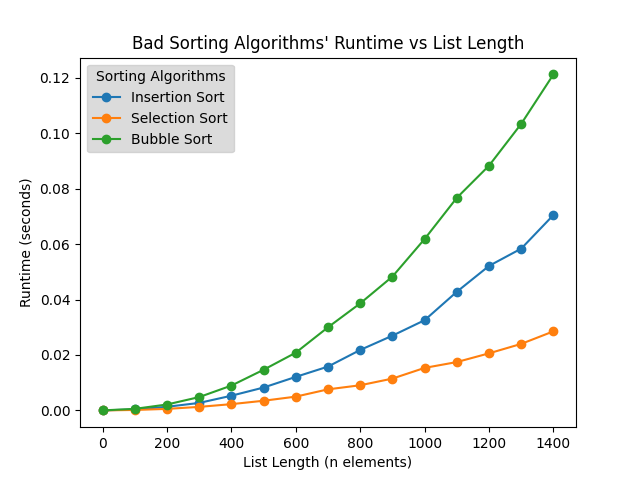 Bad Sorting Algorithms' Runtime vs List Length
Sorting Algorithms
Insertion Sort
Selection Sort
Bubble Sort
Runtime (seconds)
0.12
0.10
0.08
0.06
0.04
0.02
0.00
0 200 400 600 800 1000 1200 1400
List Length (n elements)